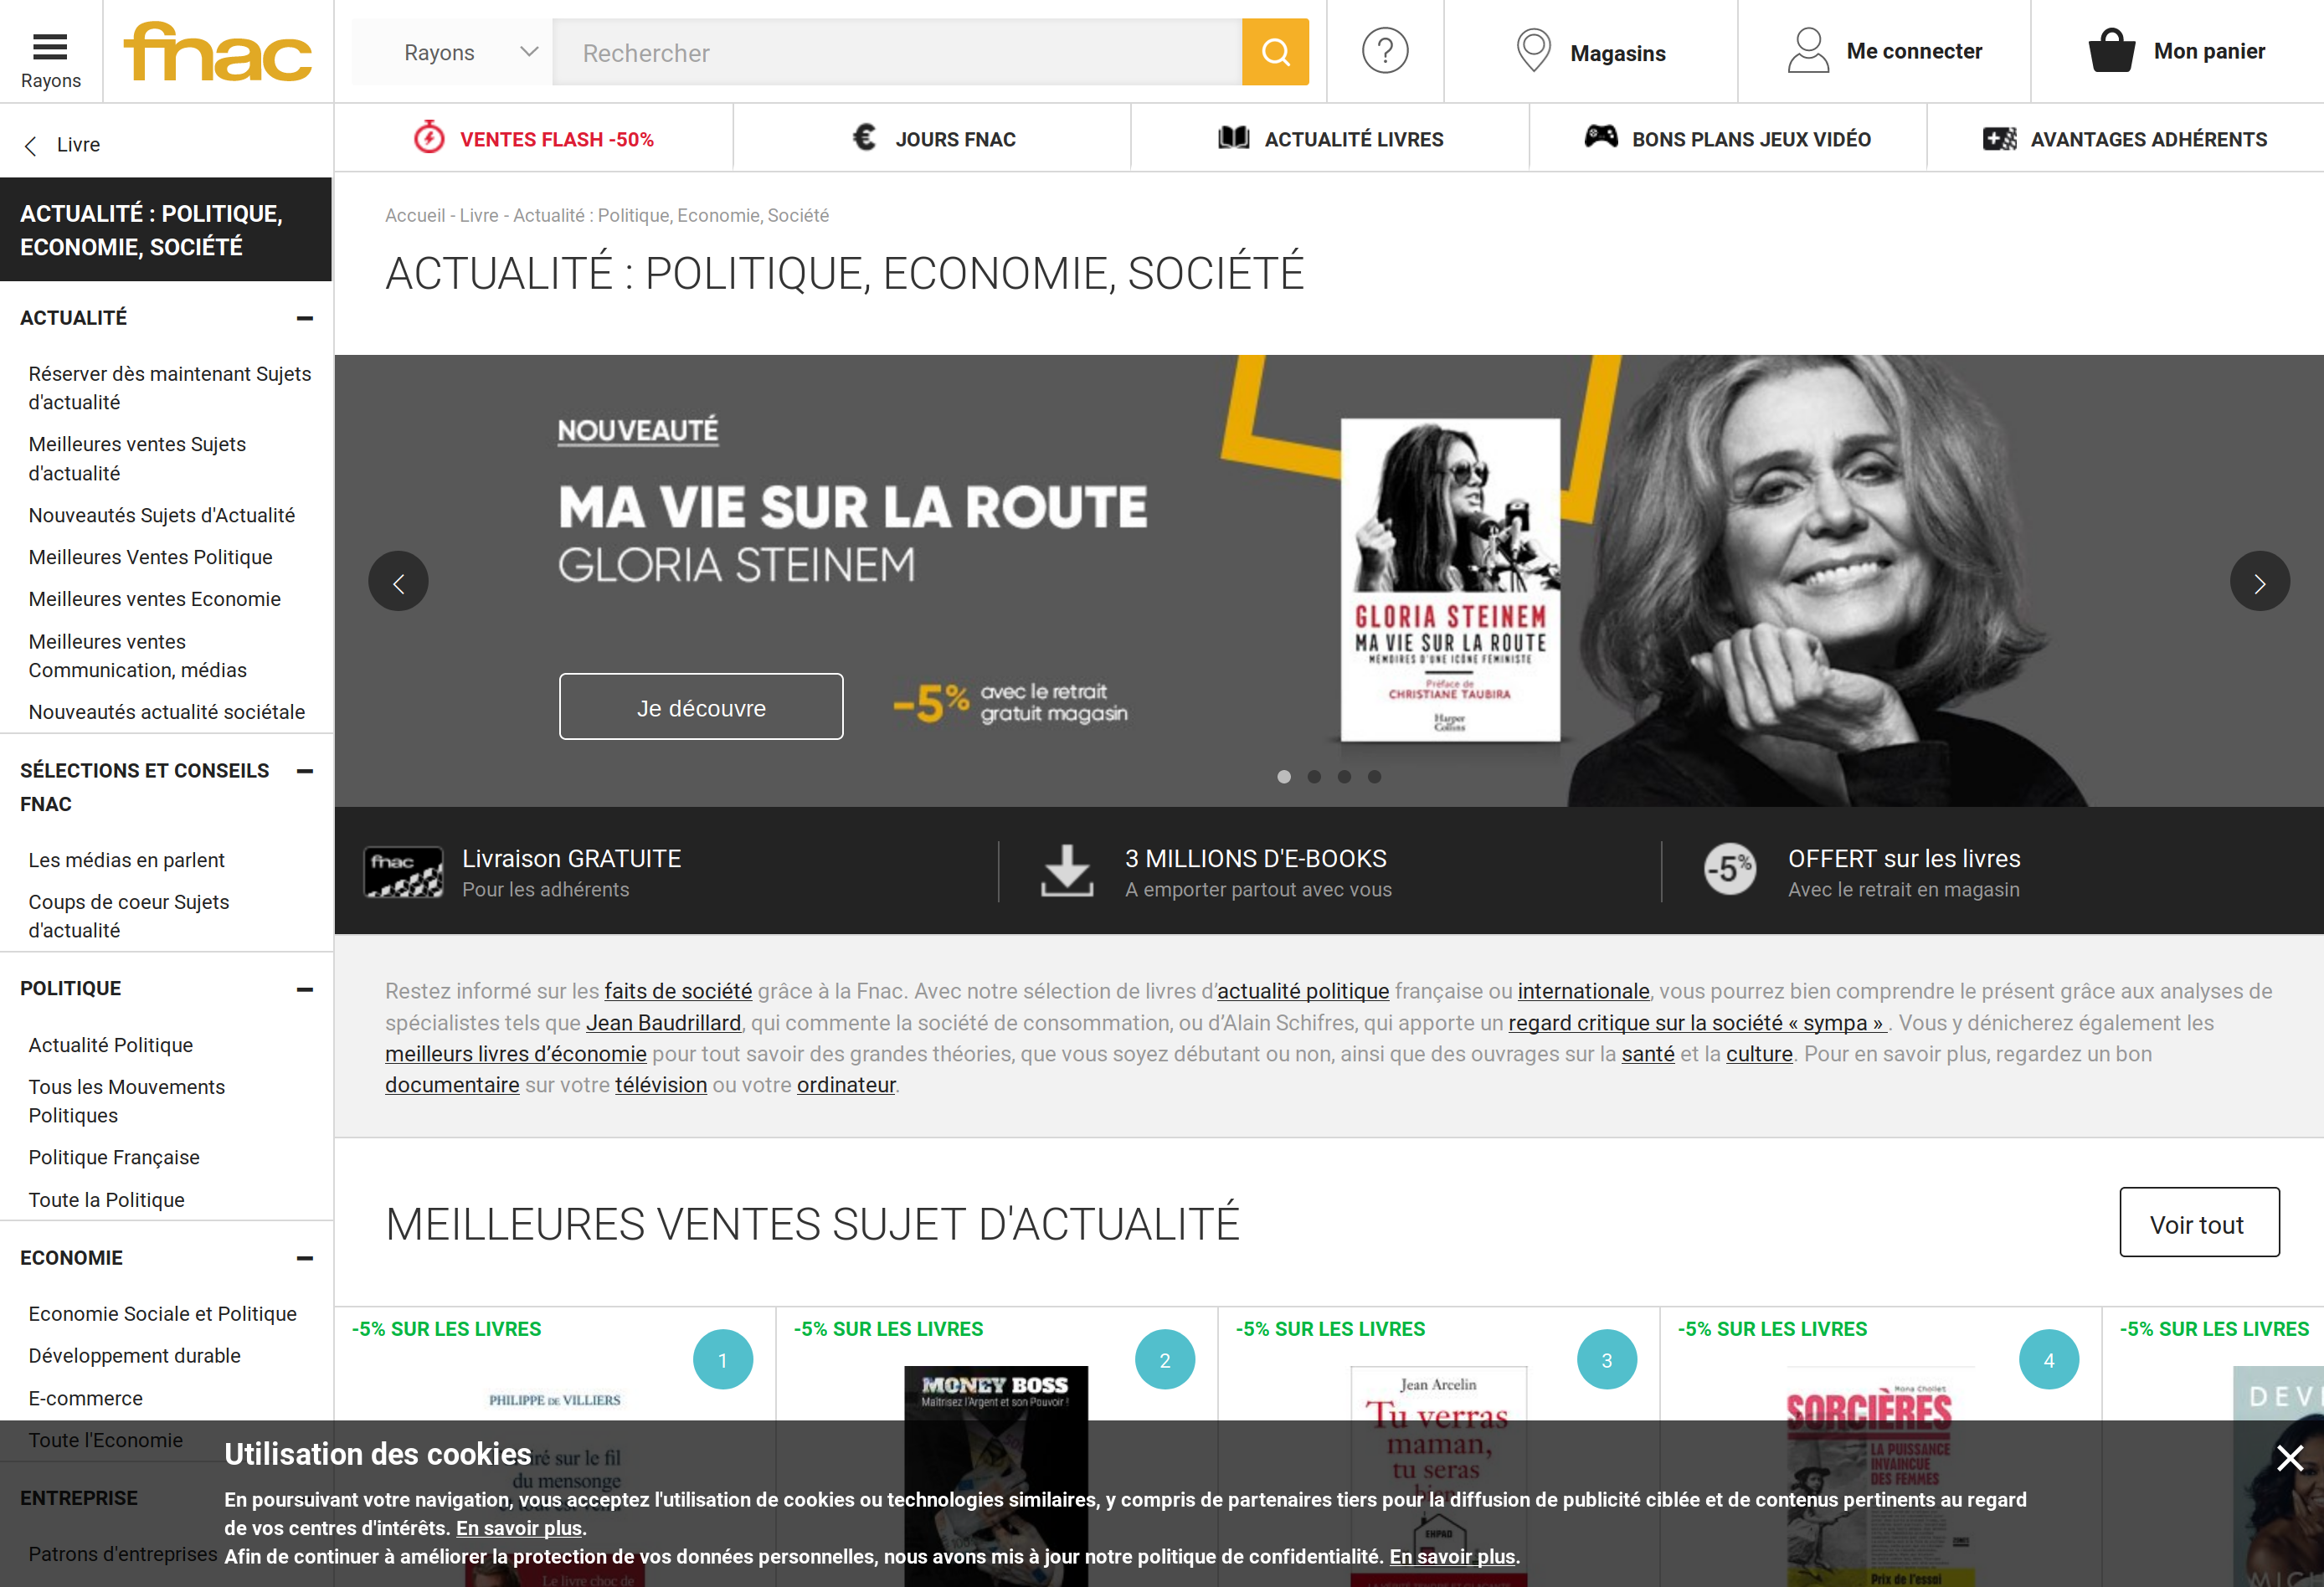 Rayons
fnac
Rayons
Rechercher
?
Magasins
Me connecter
Mon panier
Livre
VENTES FLASH -50%
JOURS FNAC
ACTUALITÉ LIVRES
BONS PLANS JEUX VIDÉO
AVANTAGES ADHÉRENTS
ACTUALITÉ : POLITIQUE,
ECONOMIE, SOCIÉTÉ
ACTUALITÉ
Réserver dès maintenant Sujets
d'actualité
Meilleures ventes Sujets
d'actualité
Nouveautés Sujets d'Actualité
Meilleures Ventes Politique
Meilleures ventes Economie
Meilleures ventes
Communication, médias
Nouveautés actualité sociétale
SÉLECTIONS ET CONSEILS
FNAC
Les médias en parlent
Coups de coeur Sujets
d'actualité
POLITIQUE
Actualité Politique
Tous les Mouvements
Politiques
Politique Française
Toute la Politique
ECONOMIE
Economie Sociale et Politique
Développement durable
E-commerce
Toute l'Economie
ENTREPRISE
Patrons d'entreprises
Accueil - Livre - Actualité : Politique, Economie, Société
ACTUALITÉ : POLITIQUE, ECONOMIE, SOCIÉTÉ
NOUVEAUTÉ
MA VIE SUR LA ROUTE
GLORIA STEINEM
Je découvre
-5% avec le retrait
gratuit magasin
GLORIA STEINEM
MA VIE SUR LA ROUTE
MÉMOIRES D'UNE ICÔNE FÉMINISTE
Préface de
CHRISTIANE TAUBIRA
Harper
Collins
fnac
Livraison GRATUITE
Pour les adhérents
3 MILLIONS D'E-BOOKS
A emporter partout avec vous
-5%
OFFERT sur les livres
Avec le retrait en magasin
Restez informé sur les faits de société grâce à la Fnac. Avec notre sélection de livres d’actualité politique française ou internationale, vous pourrez bien comprendre le présent grâce aux analyses de
spécialistes tels que Jean Baudrillard, qui commente la société de consommation, ou d’Alain Schifres, qui apporte un regard critique sur la société « sympa » . Vous y dénicherez également les
meilleurs livres d’économie pour tout savoir des grandes théories, que vous soyez débutant ou non, ainsi que des ouvrages sur la santé et la culture. Pour en savoir plus, regardez un bon
documentaire sur votre télévision ou votre ordinateur.
MEILLEURES VENTES SUJET D'ACTUALITÉ
Voir tout
-5% SUR LES LIVRES
1
PHILIPPE DE VILLIERS
iré sur le fil
du mensonge
Le livre choc de
-5% SUR LES LIVRES
2
MONEY BOSS
Maîtrisez l'Argent et son Pouvoir !
-5% SUR LES LIVRES
3
Jean Arcelin
Tu verras
maman,
tu seras
bien
EHPAD
-5% SUR LES LIVRES
4
Mona Chollet
SORCIÈRES
LA PUISSANCE
INVAINCUE
DES FEMMES
ZONES
Prix de l'essai
-5% SUR LES LIVRES
DEVE
MICH
Utilisation des cookies
En poursuivant votre navigation, vous acceptez l'utilisation de cookies ou technologies similaires, y compris de partenaires tiers pour la diffusion de publicité ciblée et de contenus pertinents au regard
de vos centres d'intérêts. En savoir plus.
Afin de continuer à améliorer la protection de vos données personnelles, nous avons mis à jour notre politique de confidentialité. En savoir plus.